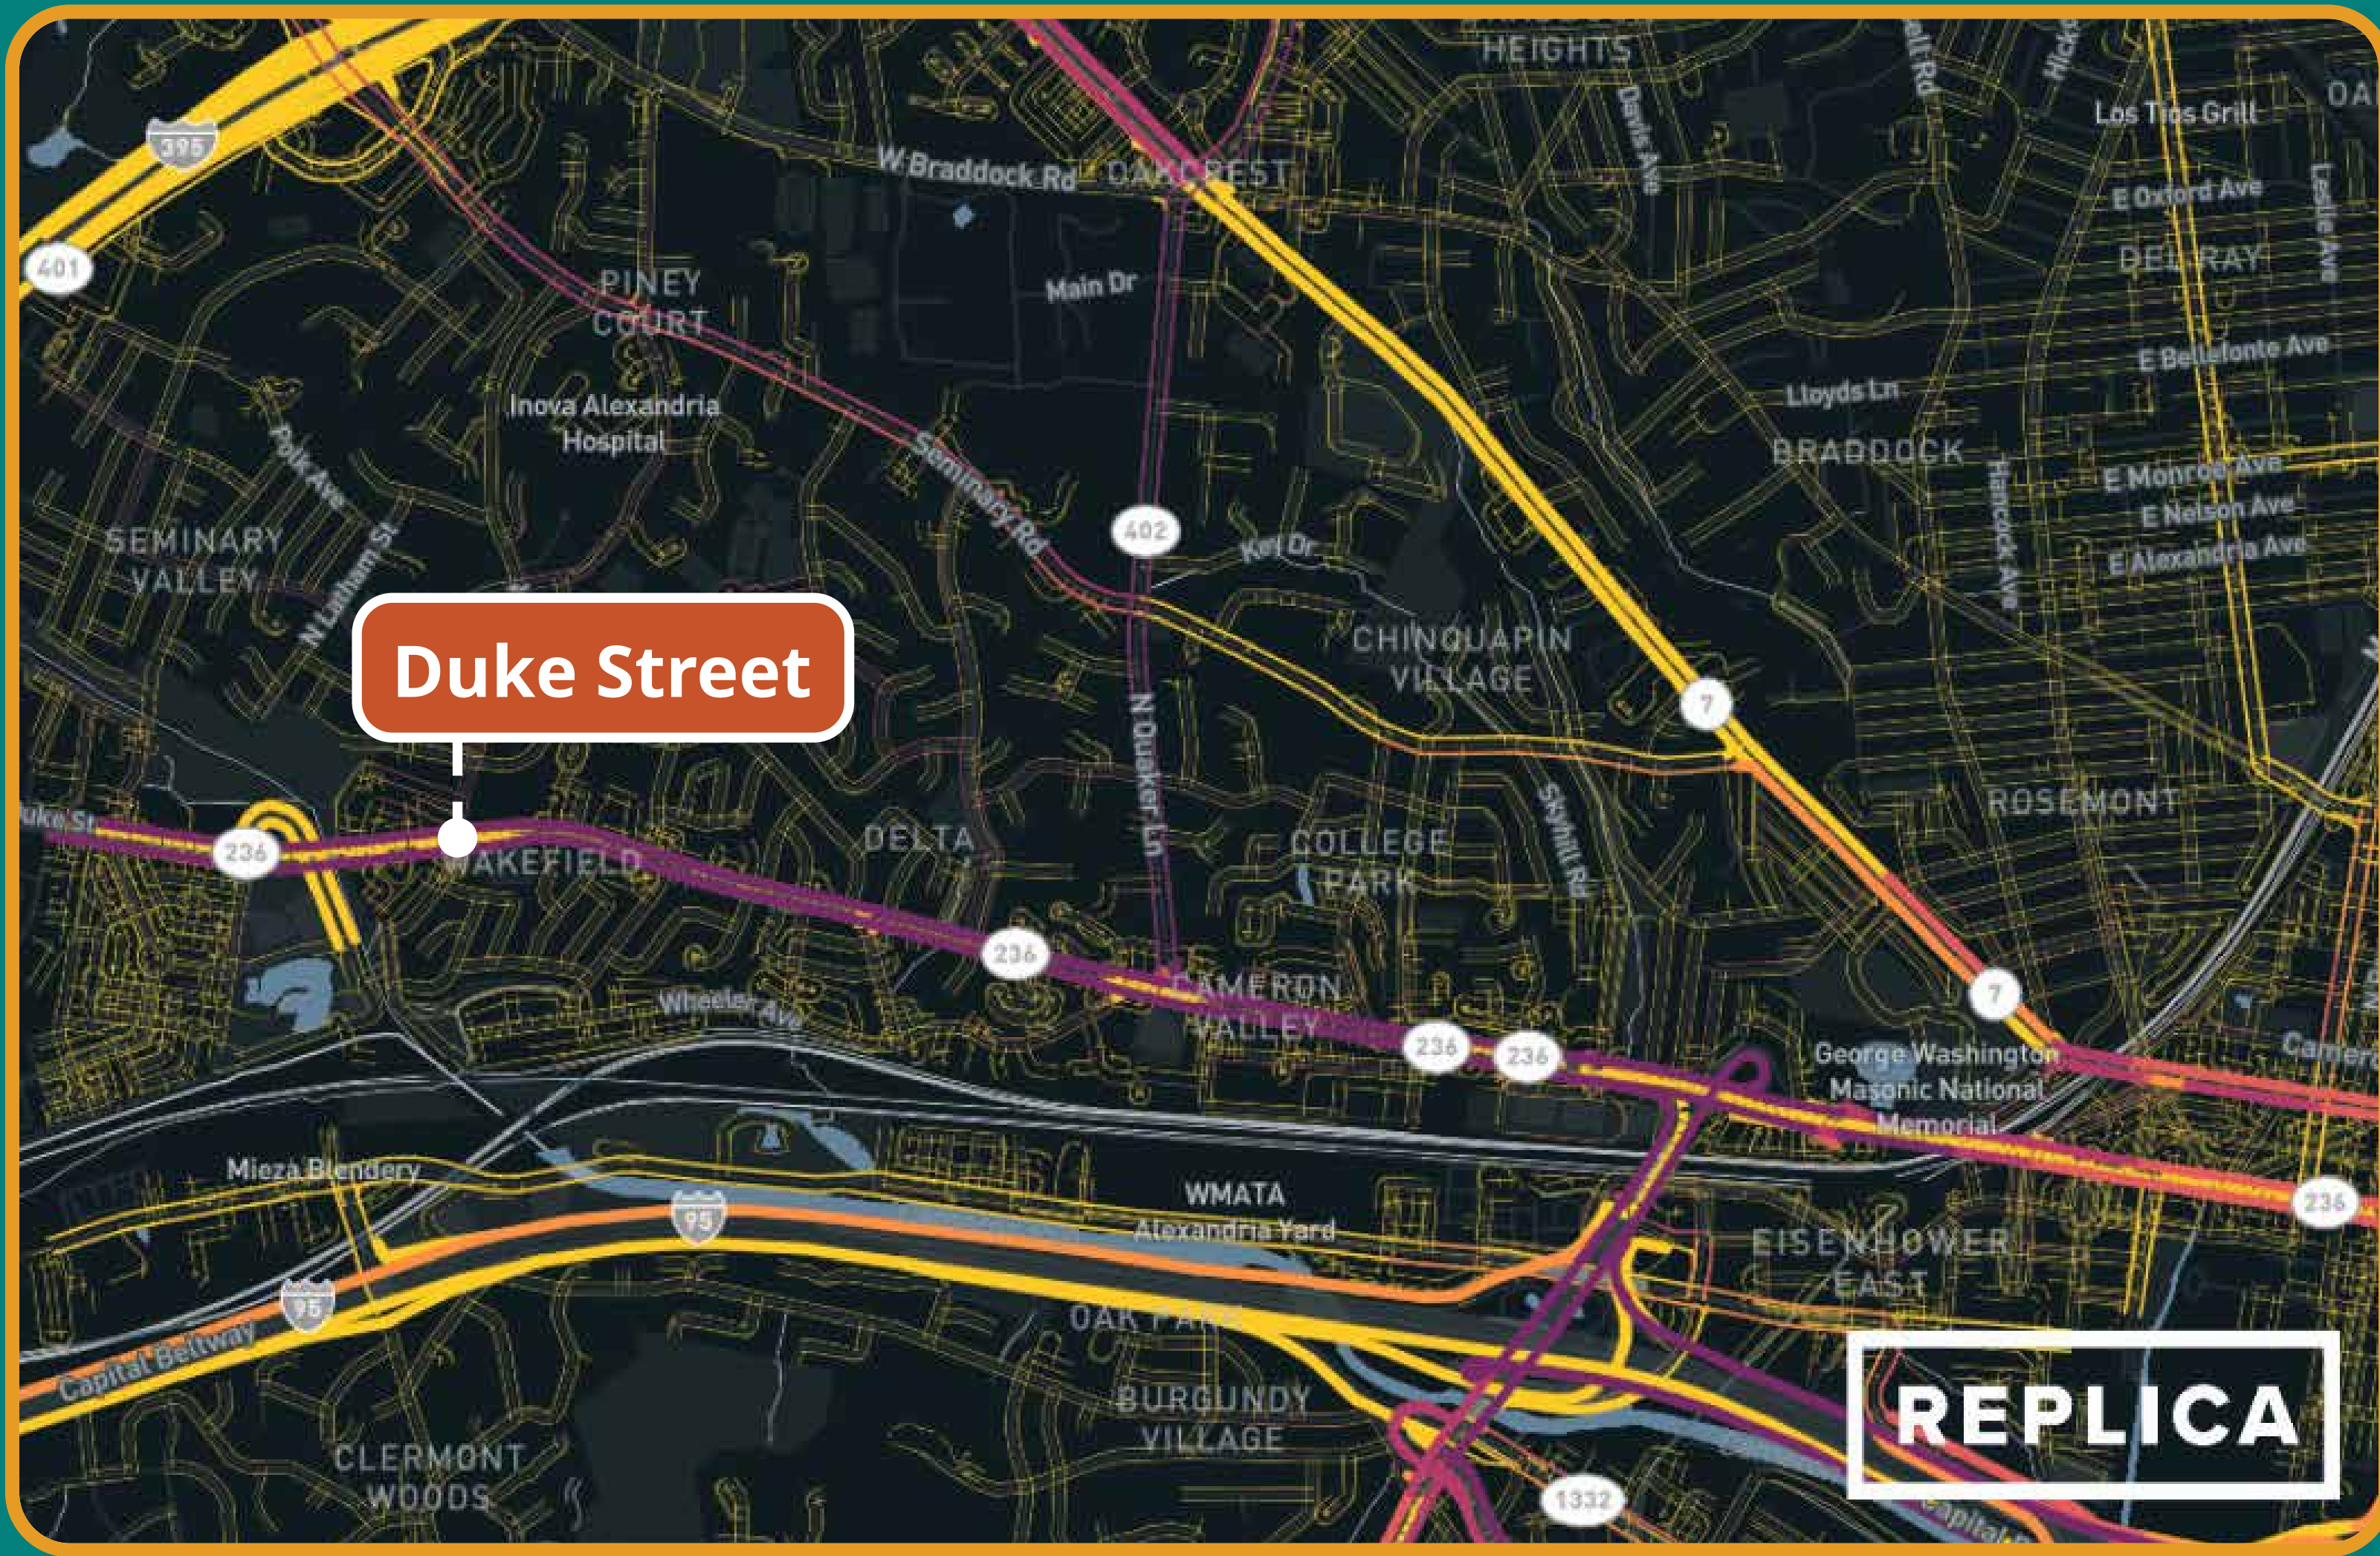 HEIGHTS
Los Tios Grill
Davis Ave
395
W Braddock Rd
OAKCREST
E Oxford Ave
Leslie Ave
401
DEL RAY
PINEY
COURT
Main Dr
E Bellefonte Ave
Lloyds Ln
Inova Alexandria
Hospital
BRADDOCK
Polk Ave
Seminary Rd
E Monroe Ave
Hancock Ave
402
E Nelson Ave
SEMINARY
VALLEY
N Latham St
Key Dr
E Alexandria Ave
Duke Street
CHINQUAPIN
VILLAGE
7
N Quaker Ln
Skyhill Rd
ROSEMONT
236
WAKEFIELD
DELTA
COLLEGE
PARK
236
CAMERON
VALLEY
7
Wheeler Ave
236
236
George Washington
Masonic National
Memorial
Mieza Blendery
WMATA
Alexandria Yard
95
236
EISENHOWER
EAST
95
Capital Beltway
OAK PARK
BURGUNDY
VILLAGE
REPLICA
CLERMONT
WOODS
1332